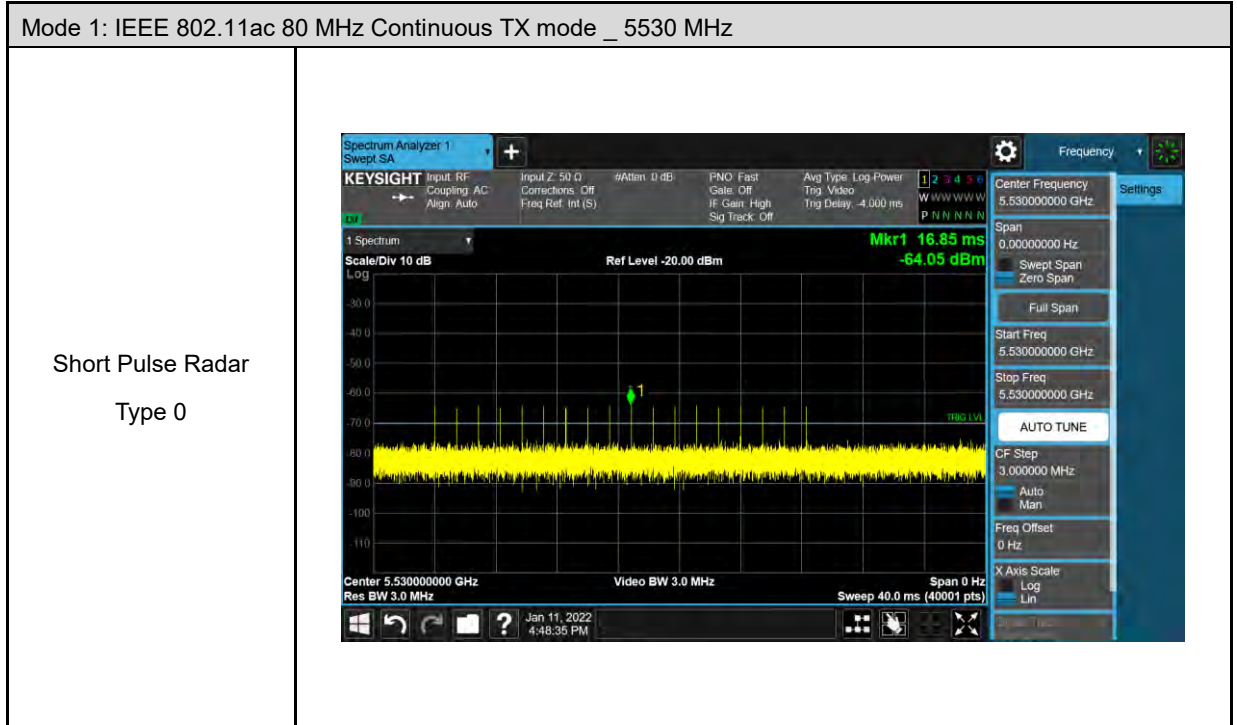 Mode 1: IEEE 802.11ac 80 MHz Continuous TX mode _ 5530 MHz
Short Pulse Radar
Type 0
Spectrum Analyzer 1
Swept SA
+
Frequency
KEYSIGHT
Input: RF
Coupling: AC
Align: Auto
Input Z: 50 Ω
Corrections: Off
Freq Ref: Int (S)
#Atten: 0 dB
PNO: Fast
Gate: Off
IF Gain: High
Sig Track: Off
Avg Type: Log-Power
Trig: Video
Trig Delay: -4.000 ms
1 2 3 4 5 6
W W W W W W
P N N N N N
1 Spectrum
Scale/Div 10 dB
Log
Ref Level -20.00 dBm
Mkr1 16.85 ms
-64.05 dBm
-30.0
-40.0
-50.0
-60.0
-70.0
-80.0
-90.0
-100
-110
1
TRIG LVL
Center 5.530000000 GHz
Res BW 3.0 MHz
Video BW 3.0 MHz
Span 0 Hz
Sweep 40.0 ms (40001 pts)
Jan 11, 2022
4:48:35 PM
?
Center Frequency
5.530000000 GHz
Settings
Span
0.00000000 Hz
Swept Span
Zero Span
Full Span
Start Freq
5.530000000 GHz
Stop Freq
5.530000000 GHz
AUTO TUNE
CF Step
3.000000 MHz
Auto
Man
Freq Offset
0 Hz
X Axis Scale
Log
Lin